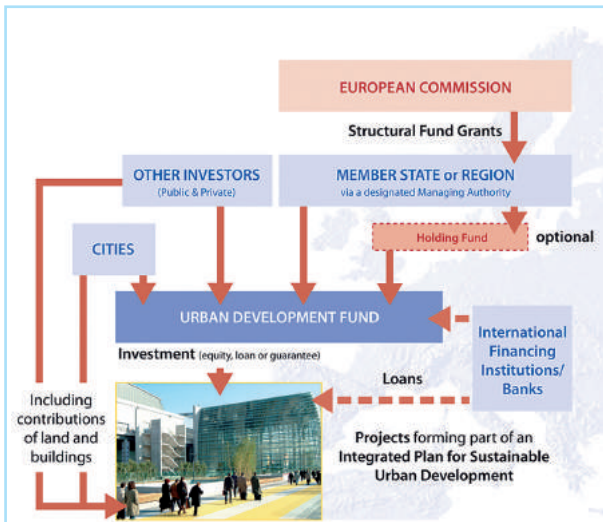 EUROPEAN COMMISSION
Structural Fund Grants
OTHER INVESTORS
(Public & Private)
MEMBER STATE or REGION
via a designated Managing Authority
Holding Fund
optional
CITIES
URBAN DEVELOPMENT FUND
Investment (equity, loan or guarantee)
International
Financing
Institutions/
Banks
Loans
Including
contributions
of land and
buildings
Projects forming part of an
Integrated Plan for Sustainable
Urban Development